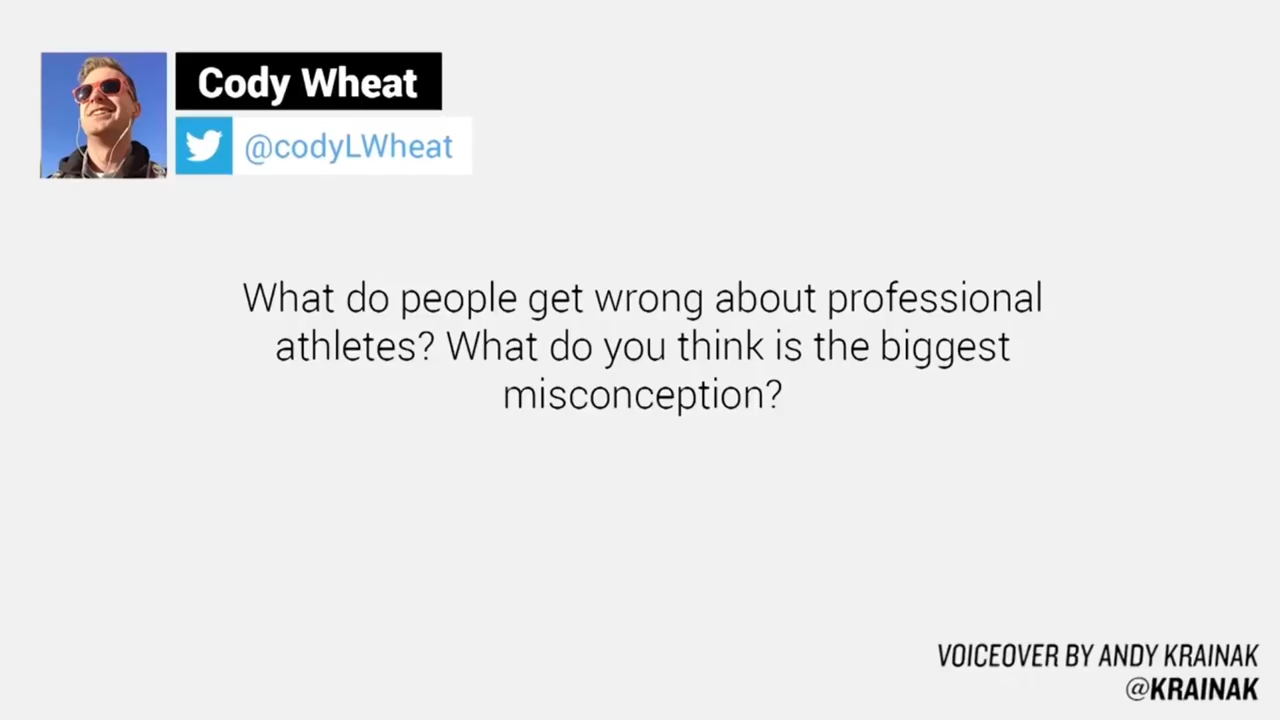 Cody Wheat
@codyLWheat
What do people get wrong about professional
athletes? What do you think is the biggest
misconception?
VOICEOVER BY ANDY KRAINAK
@KRAINAK